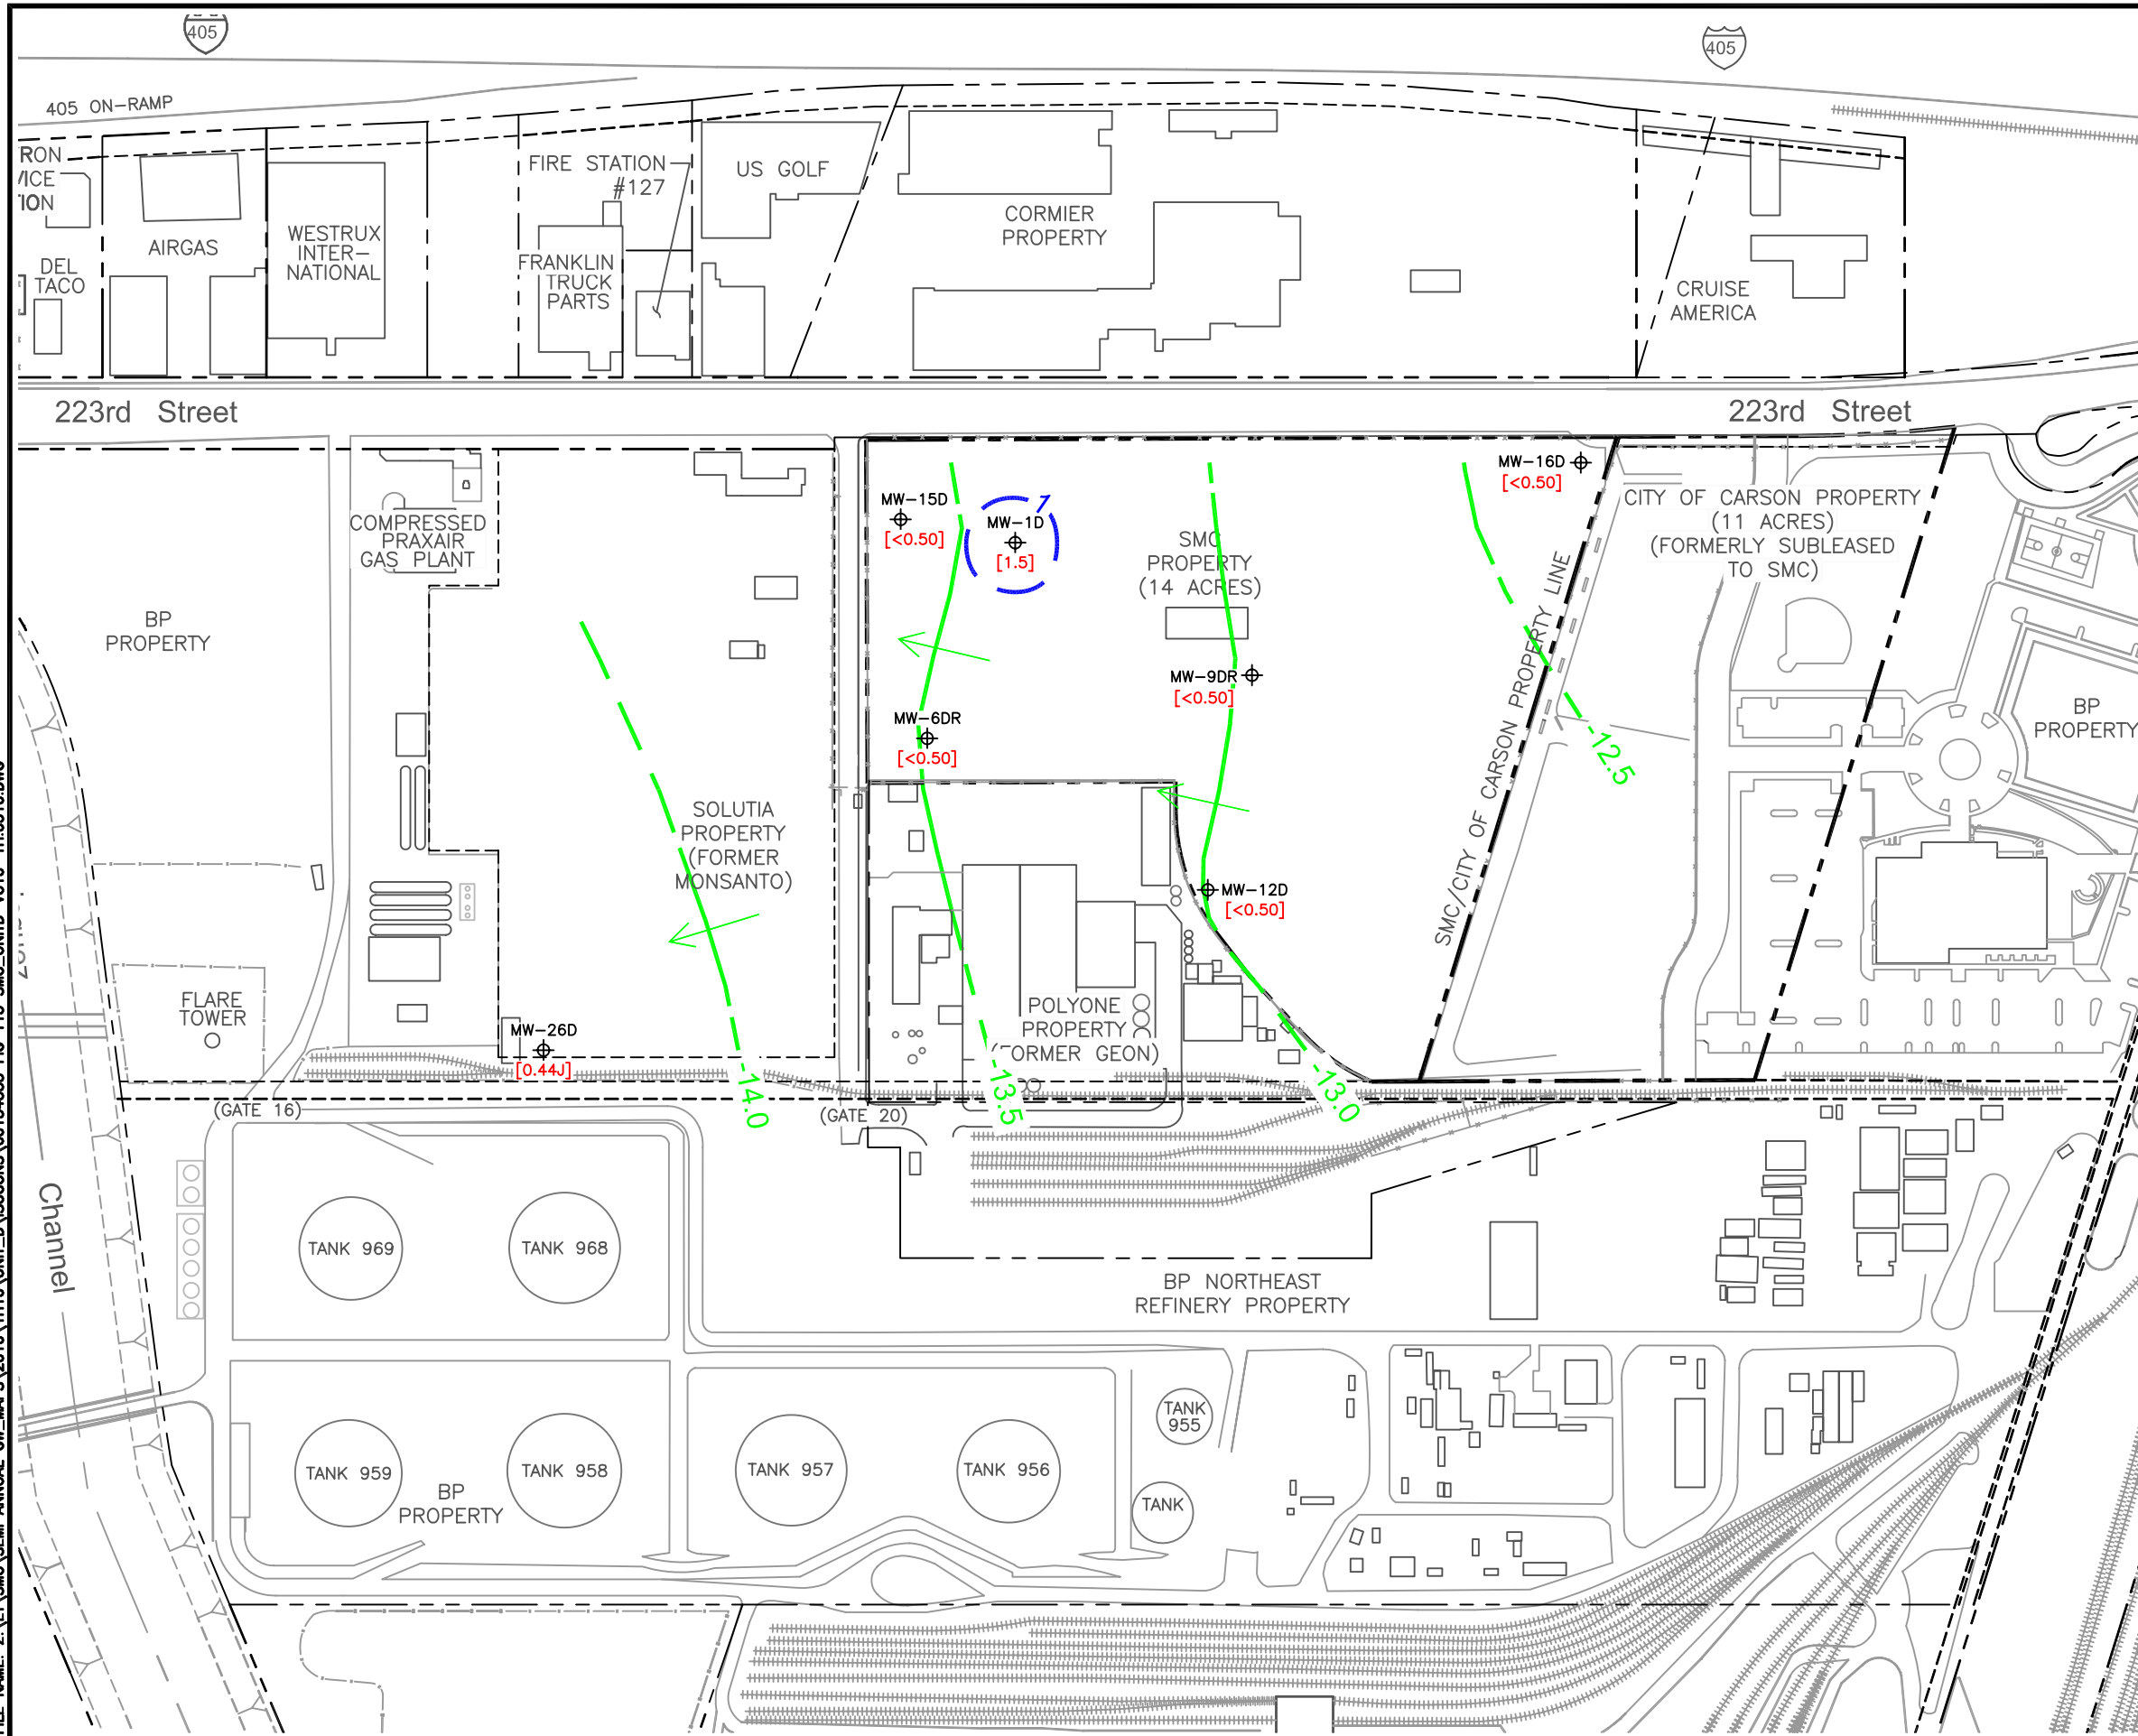 405
405
405 ON-RAMP
RON
VICE
ION
DEL
TACO
AIRGAS
WESTRUX
INTER-
NATIONAL
FIRE STATION
#127
FRANKLIN
TRUCK
PARTS
US GOLF
CORMIER
PROPERTY
CRUISE
AMERICA
223rd Street
223rd Street
COMPRESSED
PRAXAIR
GAS PLANT
BP
PROPERTY
MW-15D
[<0.50]
MW-1D
[1.5]
1
SMC
PROPERTY
(14 ACRES)
MW-16D
[<0.50]
CITY OF CARSON PROPERTY
(11 ACRES)
(FORMERLY SUBLEASED
TO SMC)
SMC/CITY OF CARSON PROPERTY LINE
MW-9DR
[<0.50]
MW-6DR
[<0.50]
BP
PROPERTY
-12.5
SOLUTIA
PROPERTY
(FORMER
MONSANTO)
MW-12D
[<0.50]
FLARE
TOWER
MW-26D
[0.44J]
POLYONE
PROPERTY
(FORMER GEON)
-14.0
-13.5
-13.0
(GATE 16)
(GATE 20)
Channel
TANK 969
TANK 968
BP NORTHEAST
REFINERY PROPERTY
TANK 959
TANK 958
TANK 957
TANK 956
TANK
955
TANK
BP
PROPERTY